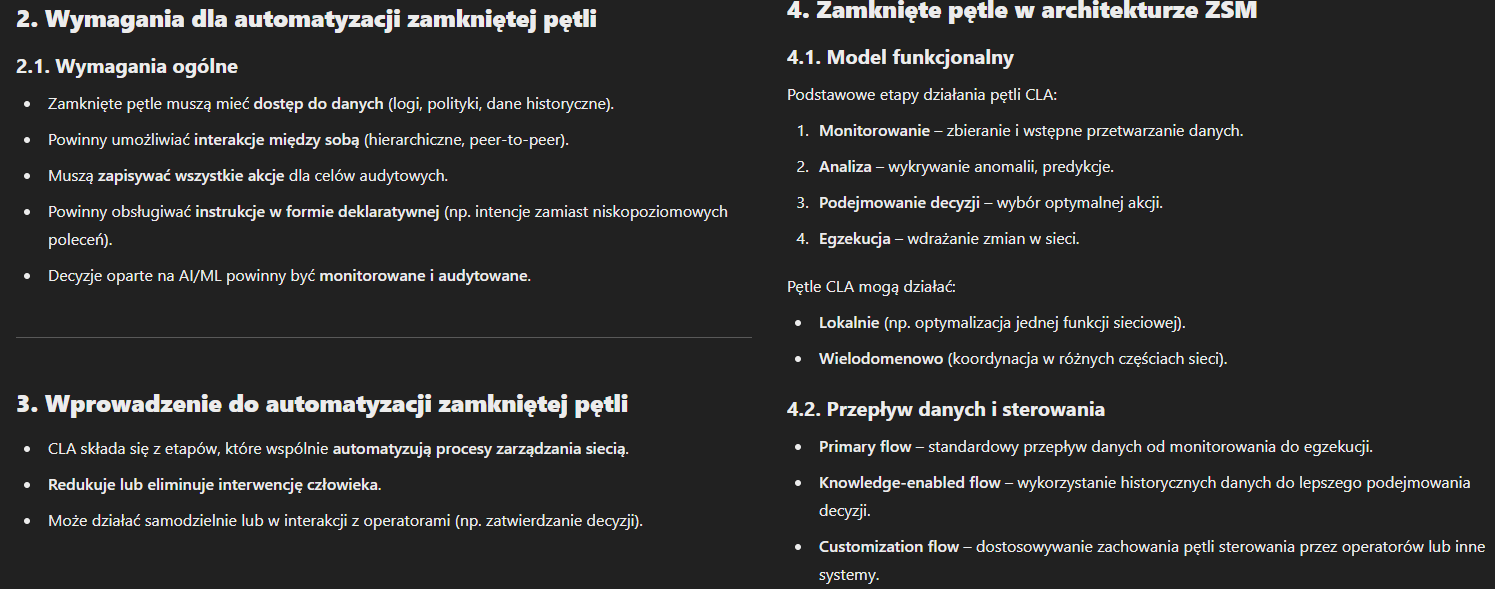 2. Wymagania dla automatyzacji zamkniętej pętli
2.1. Wymagania ogólne
• Zamknięte pętle muszą mieć dostęp do danych (logi, polityki, dane historyczne).
• Powinny umożliwiać interakcje między sobą (hierarchiczne, peer-to-peer).
• Muszą zapisywać wszystkie akcje dla celów audytowych.
• Powinny obsługiwać instrukcje w formie deklaratywnej (np. intencje zamiast niskopoziomowych
poleceń).
• Decyzje oparte na AI/ML powinny być monitorowane i audytowane.
3. Wprowadzenie do automatyzacji zamkniętej pętli
• CLA składa się z etapów, które wspólnie automatyzują procesy zarządzania siecią.
• Redukuje lub eliminuje interwencję człowieka.
• Może działać samodzielnie lub w interakcji z operatorami (np. zatwierdzanie decyzji).
4. Zamknięte pętle w architekturze ZSM
4.1. Model funkcjonalny
Podstawowe etapy działania pętli CLA:
1. Monitorowanie – zbieranie i wstępne przetwarzanie danych.
2. Analiza – wykrywanie anomalii, predykcje.
3. Podejmowanie decyzji – wybór optymalnej akcji.
4. Egzekucja – wdrażanie zmian w sieci.
Pętle CLA mogą działać:
• Lokalnie (np. optymalizacja jednej funkcji sieciowej).
• Wielodomenowo (koordynacja w różnych częściach sieci).
4.2. Przepływ danych i sterowania
• Primary flow – standardowy przepływ danych od monitorowania do egzekucji.
• Knowledge-enabled flow – wykorzystanie historycznych danych do lepszego podejmowania
decyzji.
• Customization flow – dostosowywanie zachowania pętli sterowania przez operatorów lub inne
systemy.